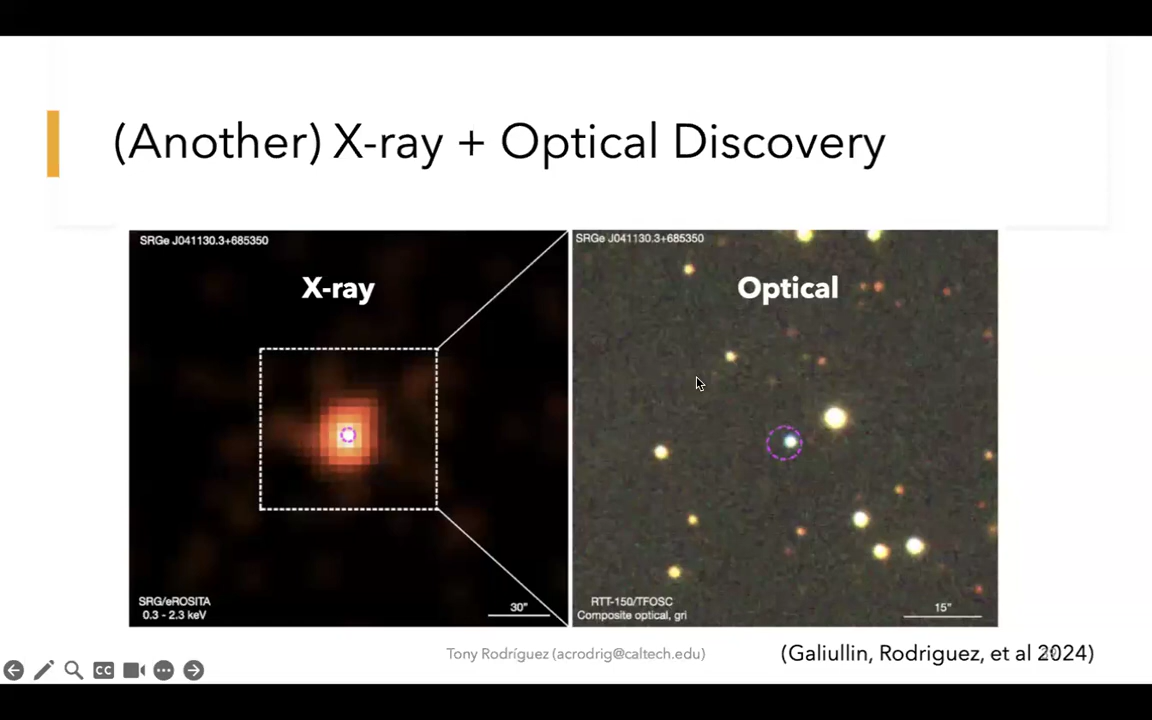 (Another) X-ray + Optical Discovery
SRGe J041130.3+685350
X-ray
SRG/eROSITA
0.3 - 2.3 keV
30"
SRGe J041130.3+685350
Optical
RTT-150/TFOSC
Composite optical, gri
15"
Tony Rodríguez (acrodrig@caltech.edu)
(Galiullin, Rodriguez, et al 2024)
CC